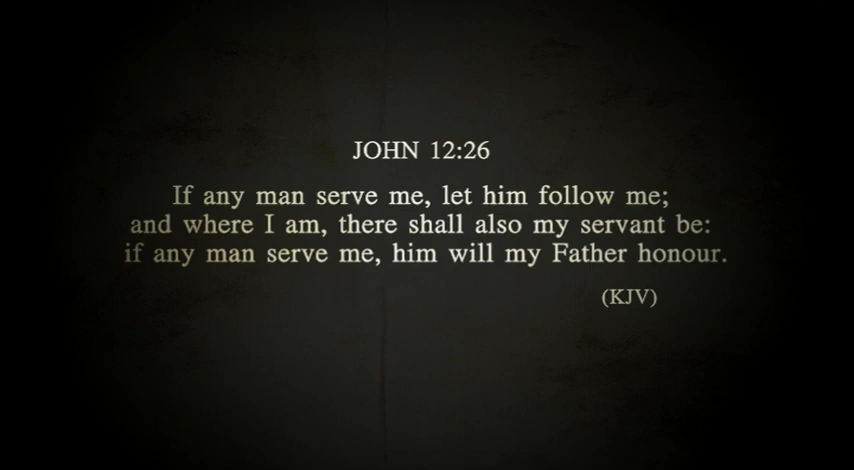 JOHN 12:26
If any man serve me, let him follow me;
and where I am, there shall also my servant be:
if any man serve me, him will my Father honour.
(KJV)